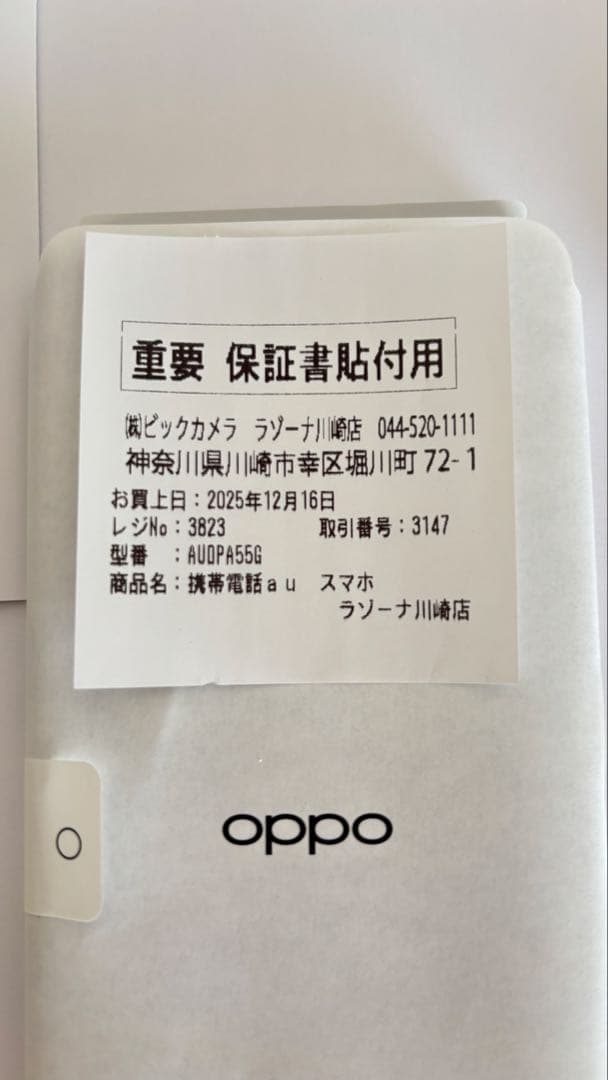 重要 保証書貼付用
㈱ビックカメラ ラゾーナ川崎店 044-520-1111
神奈川県川崎市幸区堀川町72-1
お買上日：2025年12月16日
レジNo：3823 取引番号：3147
型番 ：AUOPA55G
商品名：携帯電話ａｕ スマホ
ラゾーナ川崎店
oppo